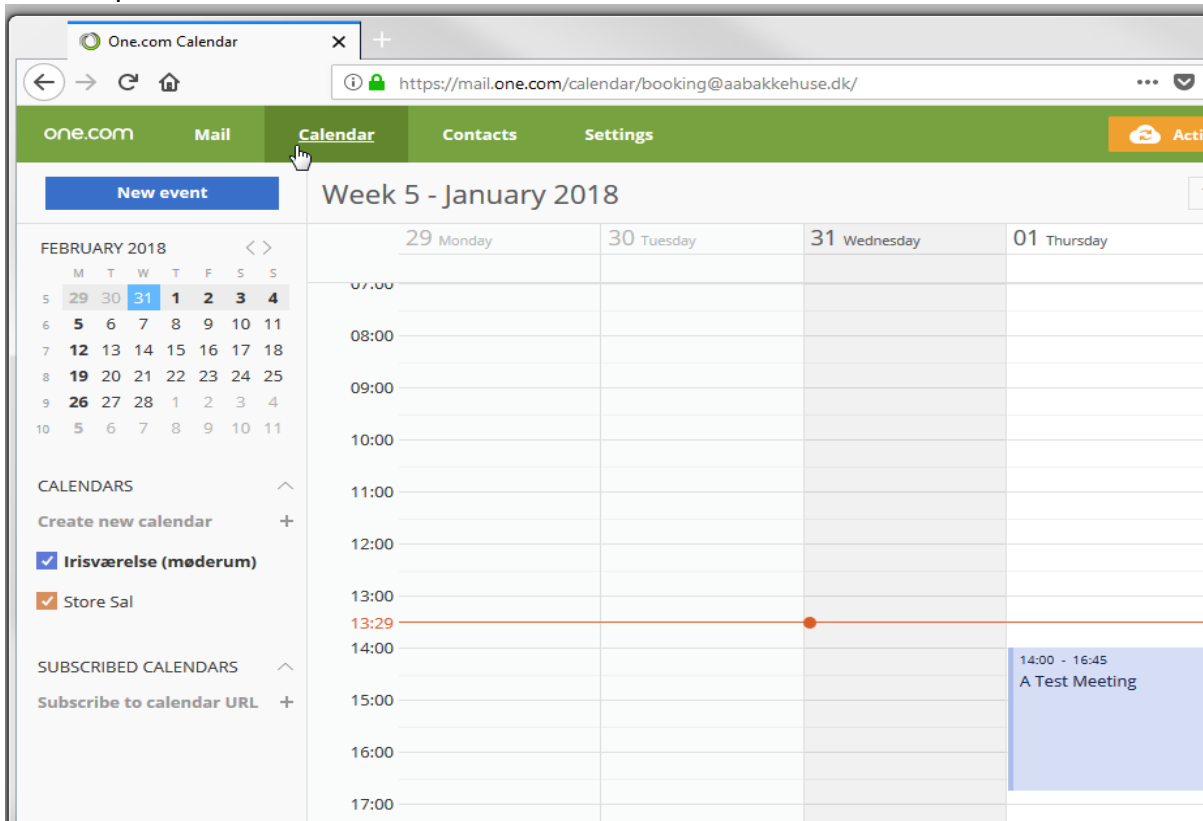 One.com Calendar
https://mail.one.com/calendar/booking@aabakkehuse.dk/
one.com Mail Calendar Contacts Settings
New event
Week 5 - January 2018
FEBRUARY 2018 < >
29 Monday 30 Tuesday 31 Wednesday 01 Thursday
M T W T F S S
5 29 30 31 1 2 3 4
6 5 6 7 8 9 10 11
7 12 13 14 15 16 17 18
8 19 20 21 22 23 24 25
9 26 27 28 1 2 3 4
10 5 6 7 8 9 10 11
CALENDARS
Create new calendar +
Irisværelse (møderum)
Store Sal
SUBSCRIBED CALENDARS
Subscribe to calendar URL +
07:00
08:00
09:00
10:00
11:00
12:00
13:00
13:29
14:00
15:00
16:00
17:00
14:00 - 16:45
A Test Meeting